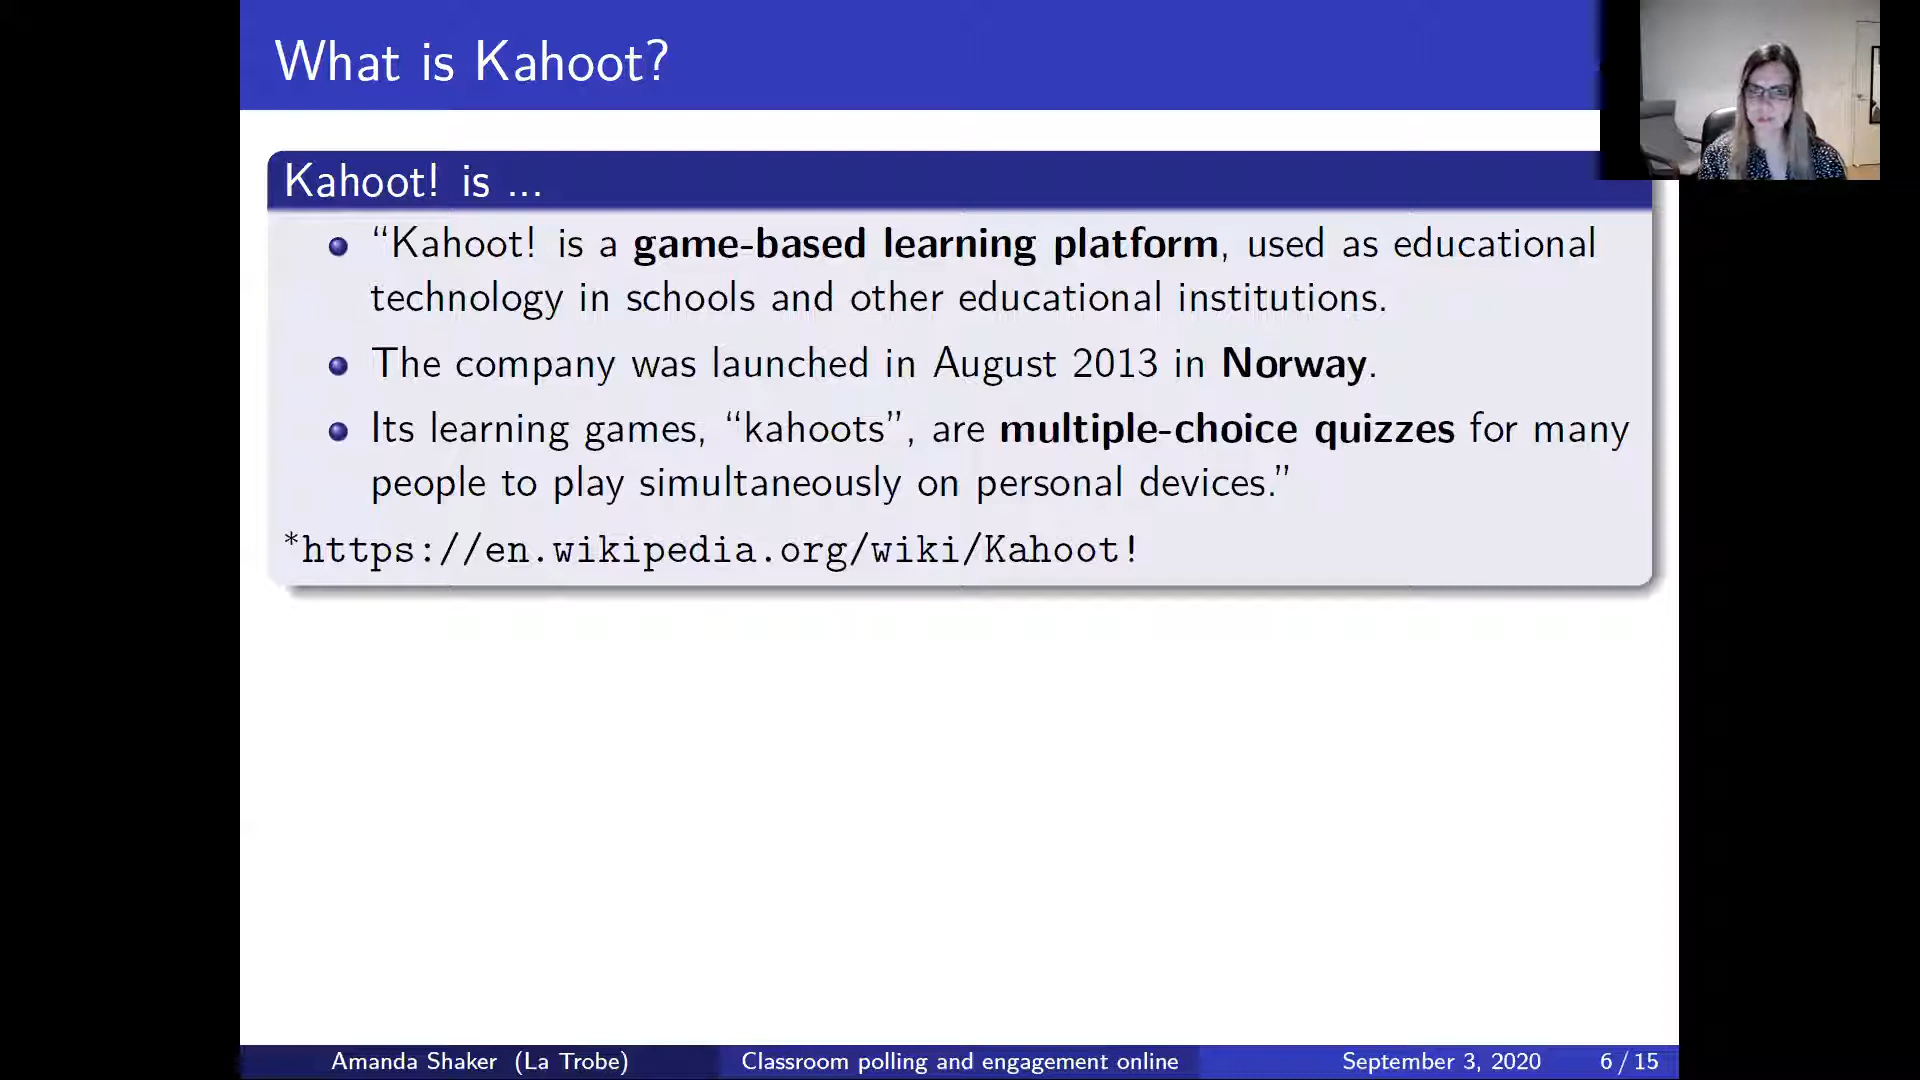 What is Kahoot?
Kahoot! is ...
“Kahoot! is a game-based learning platform, used as educational
technology in schools and other educational institutions.
The company was launched in August 2013 in Norway.
Its learning games, “kahoots”, are multiple-choice quizzes for many
people to play simultaneously on personal devices.”
*https://en.wikipedia.org/wiki/Kahoot!
Amanda Shaker (La Trobe) Classroom polling and engagement online September 3, 2020 6 / 15